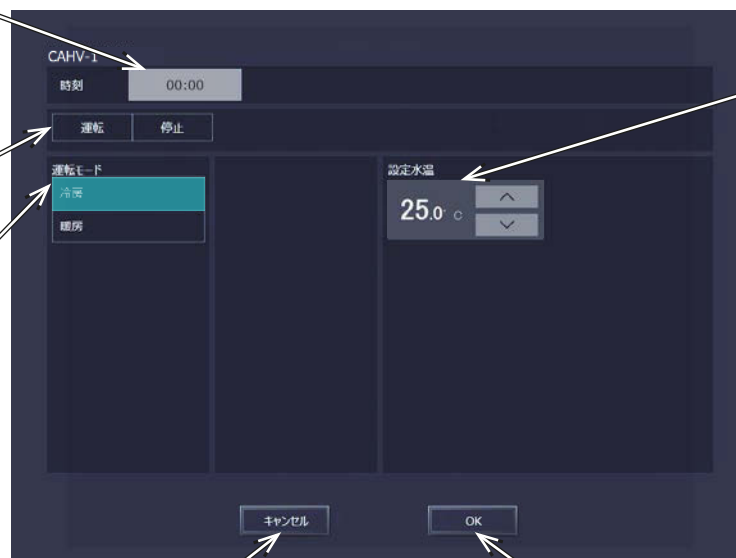 CAHV-1
時刻 00:00
運転 停止
運転モード 設定水温
冷房
25.0°C
暖房
キャンセル OK